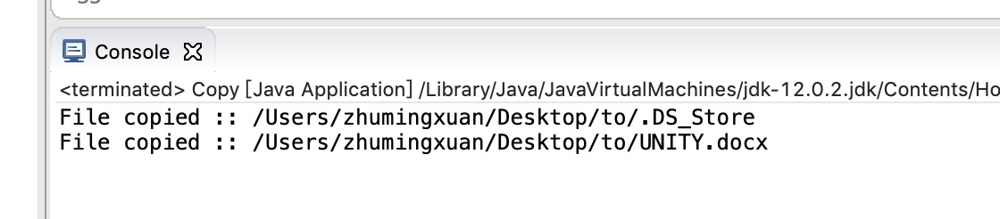 Console
<terminated> Copy [Java Application] /Library/Java/JavaVirtualMachines/jdk-12.0.2.jdk/Contents/Ho
File copied :: /Users/zhumingxuan/Desktop/to/.DS_Store
File copied :: /Users/zhumingxuan/Desktop/to/UNITY.docx